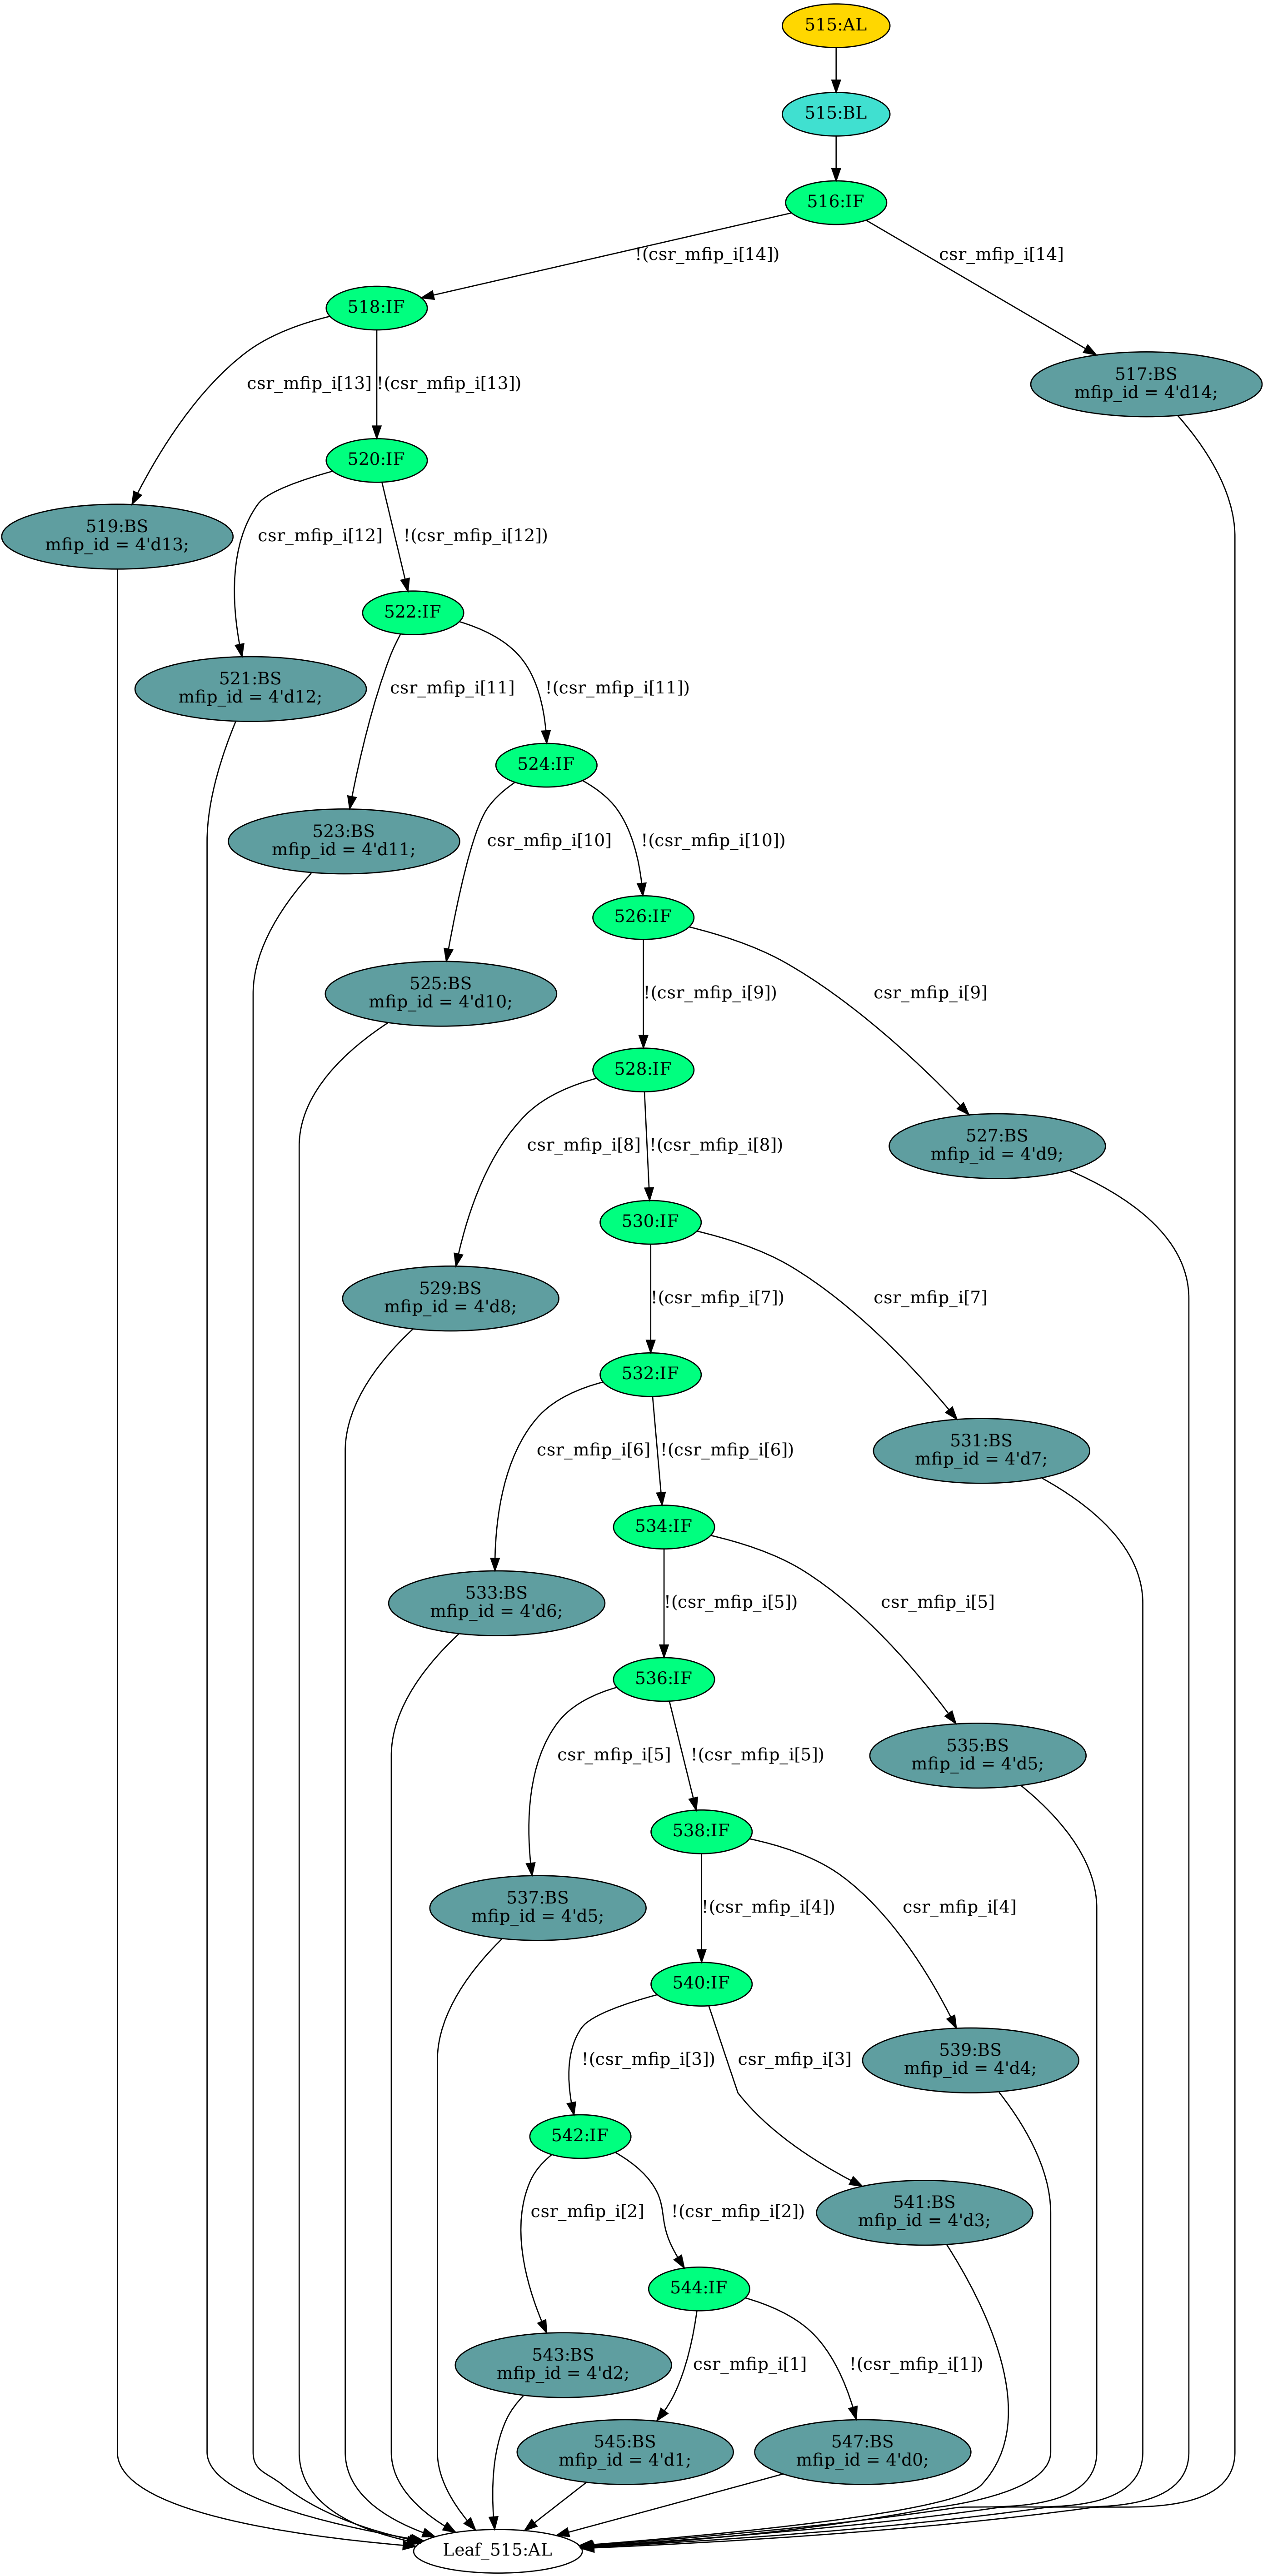 515:AL
515:BL
516:IF
!(csr_mfip_i[14])
csr_mfip_i[14]
518:IF
517:BS
mfip_id = 4'd14;
csr_mfip_i[13]
!(csr_mfip_i[13])
520:IF
519:BS
mfip_id = 4'd13;
csr_mfip_i[12]
!(csr_mfip_i[12])
522:IF
521:BS
mfip_id = 4'd12;
csr_mfip_i[11]
!(csr_mfip_i[11])
524:IF
523:BS
mfip_id = 4'd11;
csr_mfip_i[10]
!(csr_mfip_i[10])
526:IF
525:BS
mfip_id = 4'd10;
!(csr_mfip_i[9])
csr_mfip_i[9]
528:IF
527:BS
mfip_id = 4'd9;
csr_mfip_i[8]
!(csr_mfip_i[8])
530:IF
529:BS
mfip_id = 4'd8;
!(csr_mfip_i[7])
csr_mfip_i[7]
532:IF
531:BS
mfip_id = 4'd7;
csr_mfip_i[6]
!(csr_mfip_i[6])
534:IF
533:BS
mfip_id = 4'd6;
!(csr_mfip_i[5])
csr_mfip_i[5]
536:IF
535:BS
mfip_id = 4'd5;
csr_mfip_i[5]
!(csr_mfip_i[5])
538:IF
537:BS
mfip_id = 4'd5;
!(csr_mfip_i[4])
csr_mfip_i[4]
540:IF
539:BS
mfip_id = 4'd4;
!(csr_mfip_i[3])
csr_mfip_i[3]
542:IF
541:BS
mfip_id = 4'd3;
csr_mfip_i[2]
!(csr_mfip_i[2])
544:IF
543:BS
mfip_id = 4'd2;
csr_mfip_i[1]
!(csr_mfip_i[1])
545:BS
mfip_id = 4'd1;
547:BS
mfip_id = 4'd0;
Leaf_515:AL